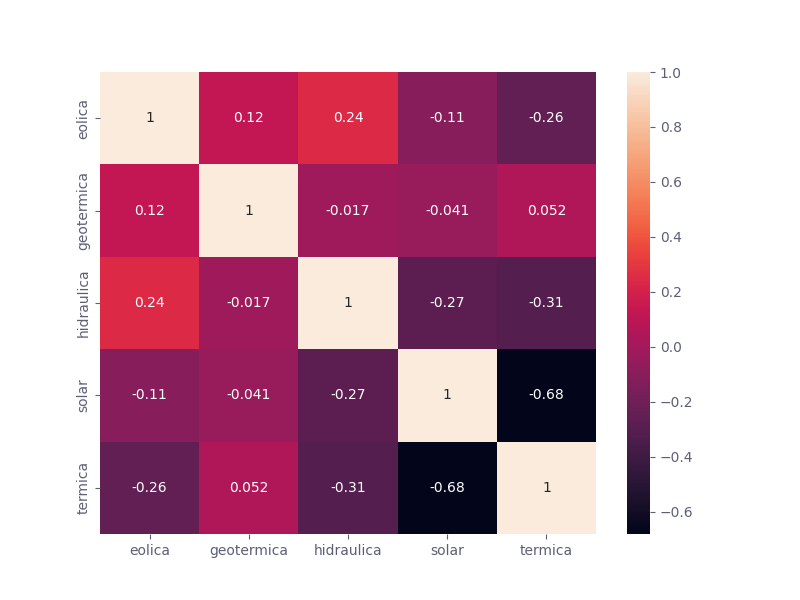 eolica 1 0.12 0.24 -0.11 -0.26
geotermica 0.12 1 -0.017 -0.041 0.052
hidraulica 0.24 -0.017 1 -0.27 -0.31
solar -0.11 -0.041 -0.27 1 -0.68
termica -0.26 0.052 -0.31 -0.68 1
eolica geotermica hidraulica solar termica
1.0
0.8
0.6
0.4
0.2
0.0
−0.2
−0.4
−0.6